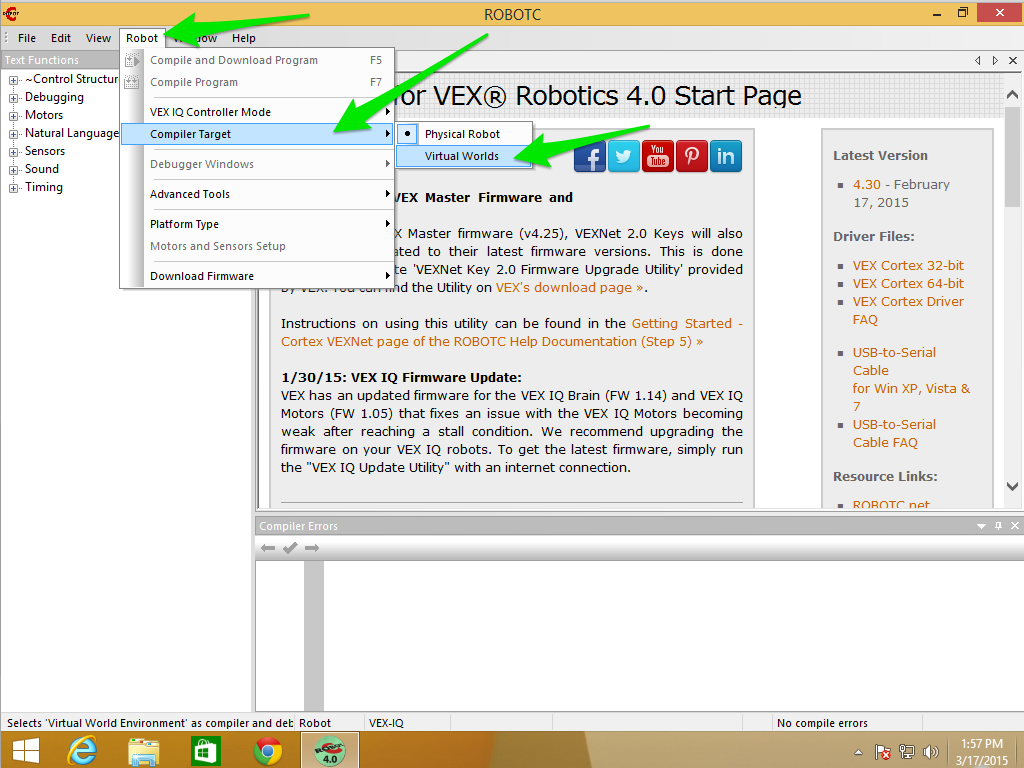 ROBOTC
File Edit View Robot Window Help
Text Functions
~Control Structur
Debugging
Motors
Natural Language
Sensors
Sound
Timing
Compile and Download Program F5
Compile Program F7
VEX IQ Controller Mode
Compiler Target
Debugger Windows
Advanced Tools
Platform Type
Motors and Sensors Setup
Download Firmware
Physical Robot
Virtual Worlds
or VEX® Robotics 4.0 Start Page
f You Tube in
VEX Master Firmware and
X Master firmware (v4.25), VEXNet 2.0 Keys will also
ated to their latest firmware versions. This is done
te 'VEXNet Key 2.0 Firmware Upgrade Utility' provided
by VEX. You can find the Utility on VEX's download page ».
Instructions on using this utility can be found in the Getting Started -
Cortex VEXNet page of the ROBOTC Help Documentation (Step 5) »
1/30/15: VEX IQ Firmware Update:
VEX has an updated firmware for the VEX IQ Brain (FW 1.14) and VEX IQ
Motors (FW 1.05) that fixes an issue with the VEX IQ Motors becoming
weak after reaching a stall condition. We recommend upgrading the
firmware on your VEX IQ robots. To get the latest firmware, simply run
the "VEX IQ Update Utility" with an internet connection.
Latest Version
4.30 - February
17, 2015
Driver Files:
VEX Cortex 32-bit
VEX Cortex 64-bit
VEX Cortex Driver
FAQ
USB-to-Serial
Cable
for Win XP, Vista &
7
USB-to-Serial
Cable FAQ
Resource Links:
ROBOTC.net
Compiler Errors
Selects 'Virtual World Environment' as compiler and deb Robot VEX-IQ No compile errors
4.0
1:57 PM
3/17/2015